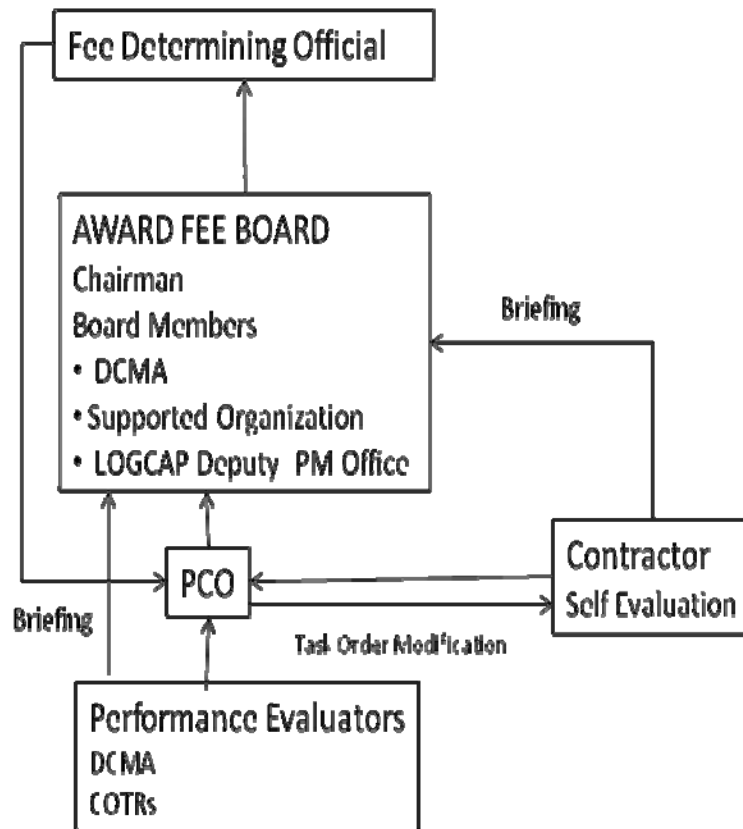 Fee Determining Official
AWARD FEE BOARD
Chairman
Board Members
• DCMA
• Supported Organization
• LOGCAP Deputy PM Office
Briefing
PCO
Contractor
Self Evaluation
Briefing
Task Order Modification
Performance Evaluators
DCMA
COTRs